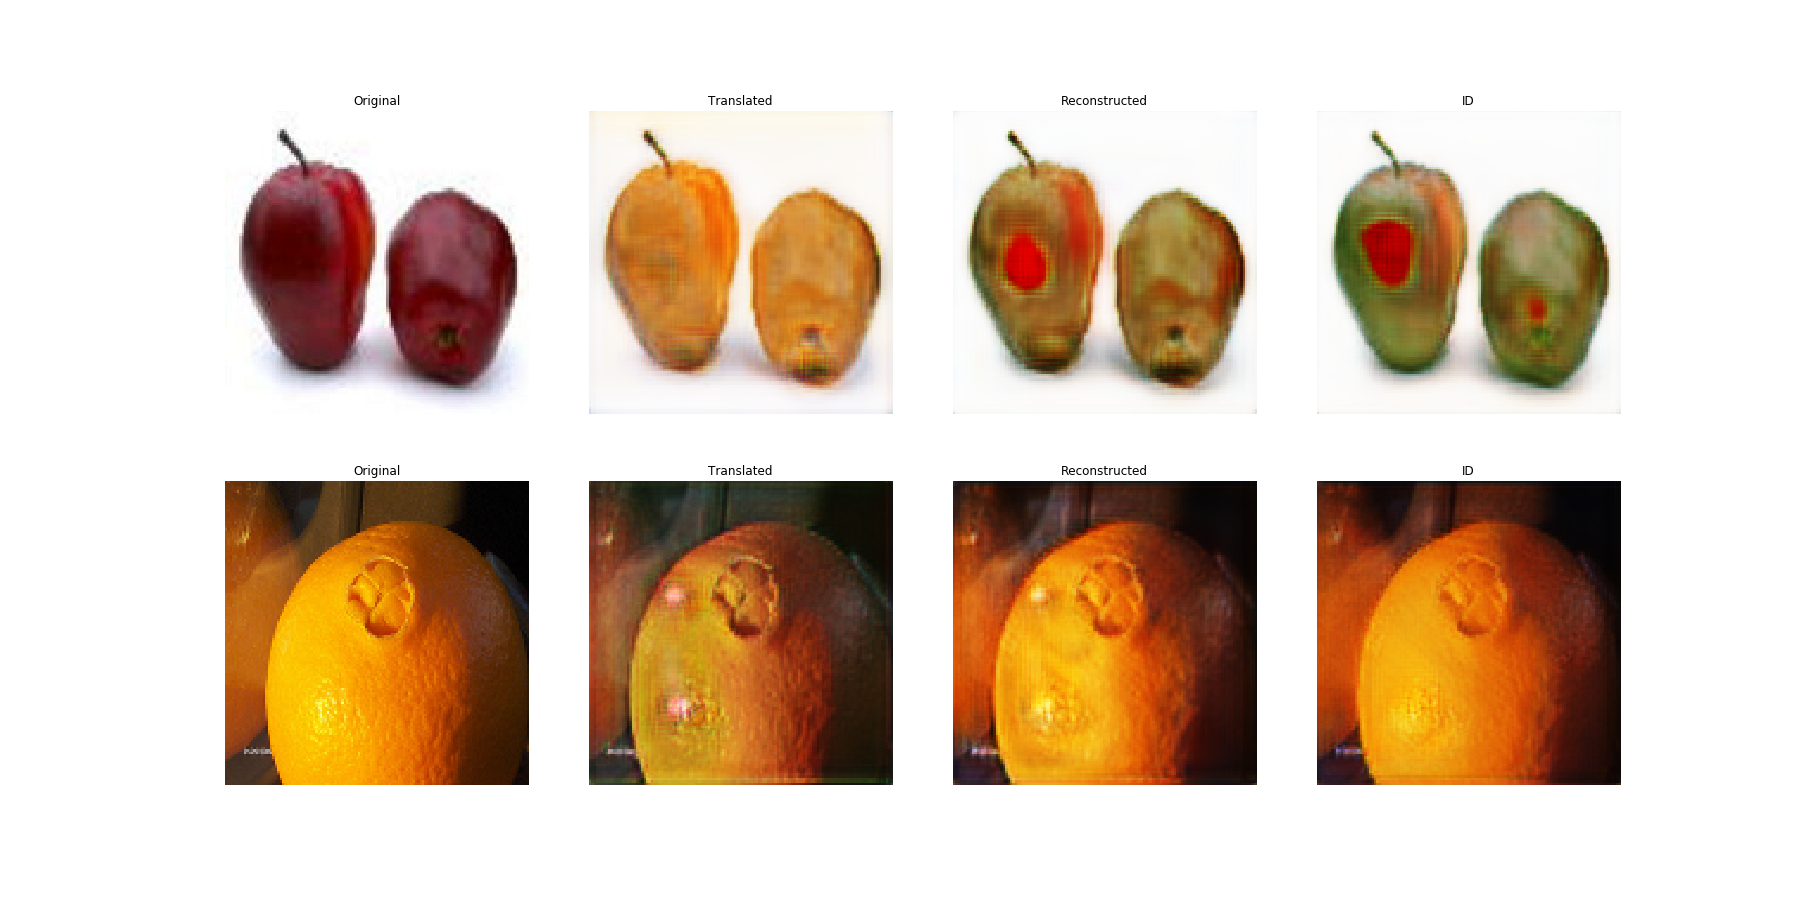 Original
Translated
Reconstructed
ID
Original
Translated
Reconstructed
ID